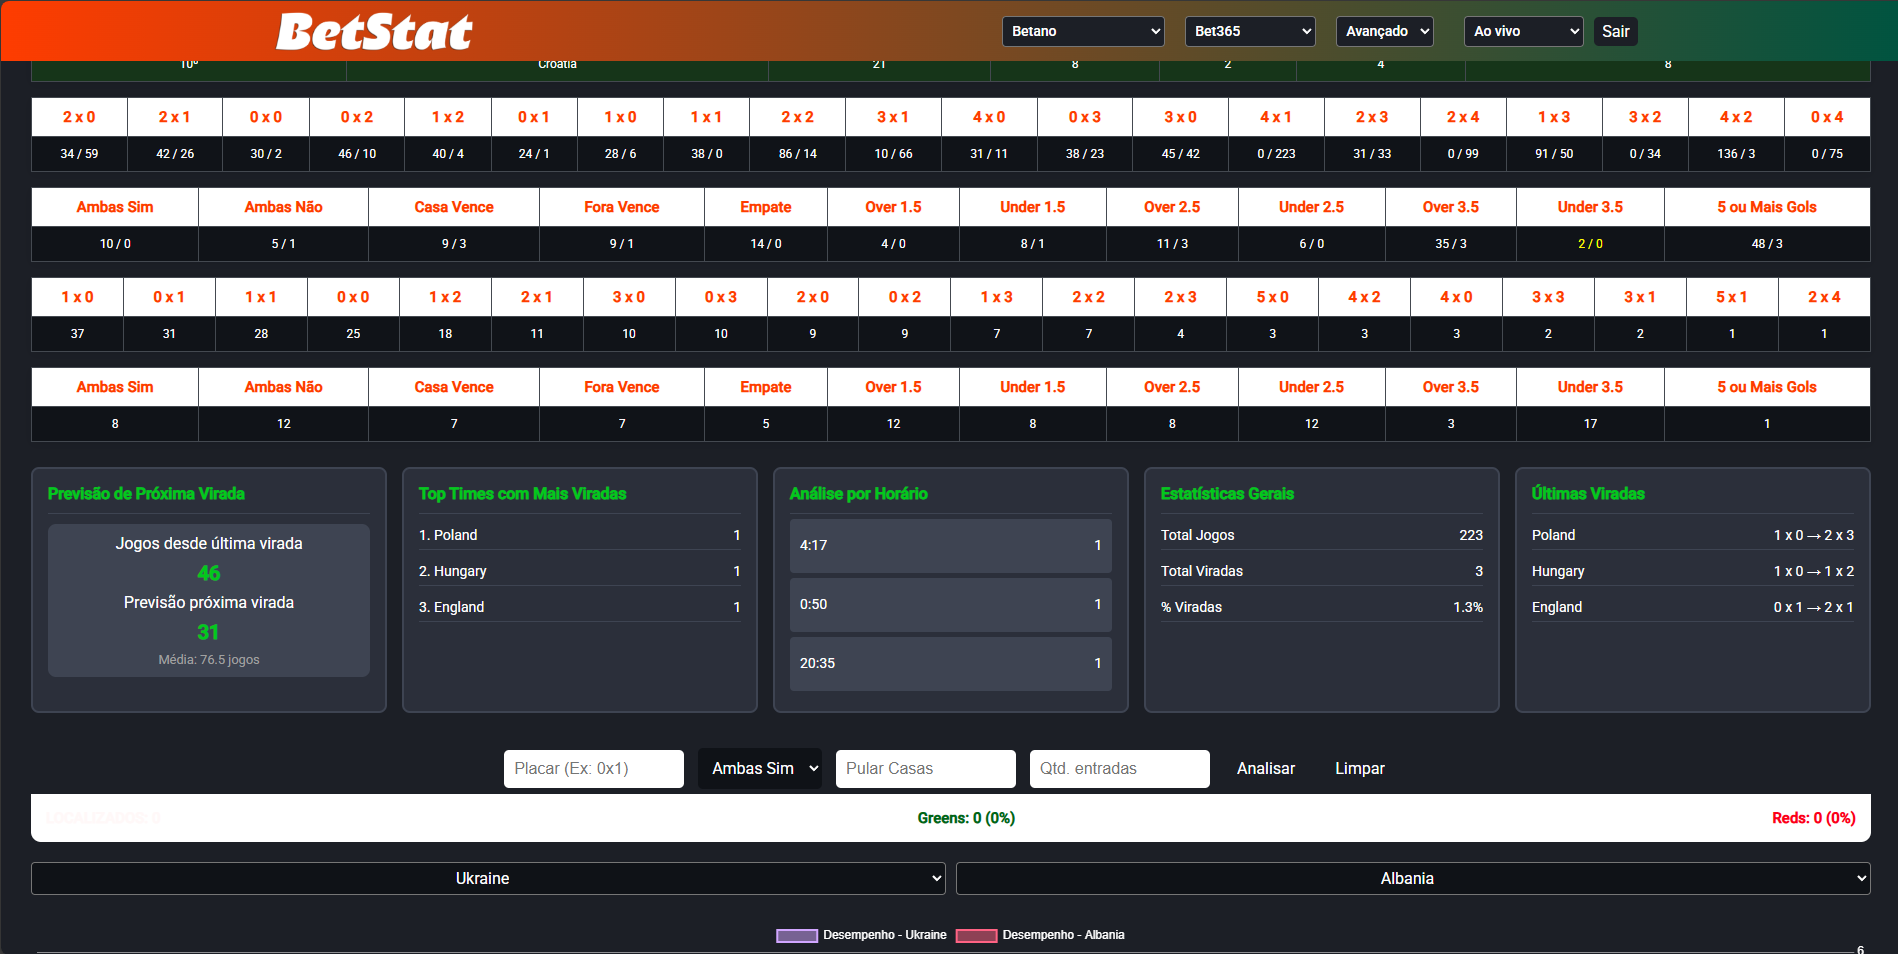 BetStat Betano Bet365 Avançado Ao vivo Sair
10º Croatia 21 8 2 4 8
2 x 0 2 x 1 0 x 0 0 x 2 1 x 2 0 x 1 1 x 0 1 x 1 2 x 2 3 x 1 4 x 0 0 x 3 3 x 0 4 x 1 2 x 3 2 x 4 1 x 3 3 x 2 4 x 2 0 x 4
34 / 59 42 / 26 30 / 2 46 / 10 40 / 4 24 / 1 28 / 6 38 / 0 86 / 14 10 / 66 31 / 11 38 / 23 45 / 42 0 / 223 31 / 33 0 / 99 91 / 50 0 / 34 136 / 3 0 / 75
Ambas Sim Ambas Não Casa Vence Fora Vence Empate Over 1.5 Under 1.5 Over 2.5 Under 2.5 Over 3.5 Under 3.5 5 ou Mais Gols
10 / 0 5 / 1 9 / 3 9 / 1 14 / 0 4 / 0 8 / 1 11 / 3 6 / 0 35 / 3 2 / 0 48 / 3
1 x 0 0 x 1 1 x 1 0 x 0 1 x 2 2 x 1 3 x 0 0 x 3 2 x 0 0 x 2 1 x 3 2 x 2 2 x 3 5 x 0 4 x 2 4 x 0 3 x 3 3 x 1 5 x 1 2 x 4
37 31 28 25 18 11 10 10 9 9 7 7 4 3 3 3 2 2 1 1
Ambas Sim Ambas Não Casa Vence Fora Vence Empate Over 1.5 Under 1.5 Over 2.5 Under 2.5 Over 3.5 Under 3.5 5 ou Mais Gols
8 12 7 7 5 12 8 8 12 3 17 1
Previsão de Próxima Virada
Jogos desde última virada
46
Previsão próxima virada
31
Média: 76.5 jogos
Top Times com Mais Viradas
1. Poland 1
2. Hungary 1
3. England 1
Análise por Horário
4:17 1
0:50 1
20:35 1
Estatísticas Gerais
Total Jogos 223
Total Viradas 3
% Viradas 1.3%
Últimas Viradas
Poland 1 x 0 → 2 x 3
Hungary 1 x 0 → 1 x 2
England 0 x 1 → 2 x 1
Placar (Ex: 0x1) Ambas Sim Pular Casas Qtd. entradas Analisar Limpar
LOCALIZADOS: 0 Greens: 0 (0%) Reds: 0 (0%)
Ukraine Albania
Desempenho - Ukraine Desempenho - Albania
6